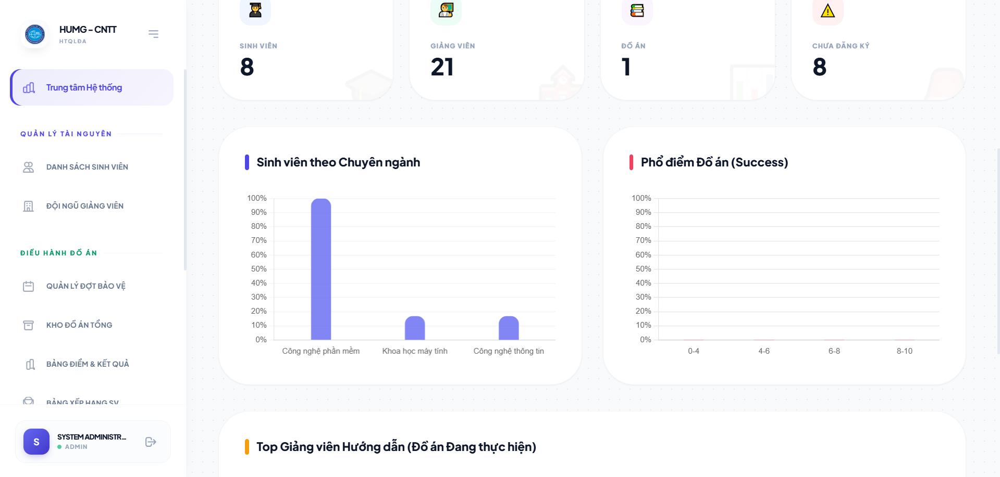 HUMG - CNTT
HTQLĐA
Trung tâm Hệ thống
QUẢN LÝ TÀI NGUYÊN
DANH SÁCH SINH VIÊN
ĐỘI NGŨ GIẢNG VIÊN
ĐIỀU HÀNH ĐỒ ÁN
QUẢN LÝ ĐỢT BẢO VỆ
KHO ĐỒ ÁN TỔNG
BẢNG ĐIỂM & KẾT QUẢ
BẢNG XẾP HẠNG SV
S
SYSTEM ADMINISTR...
ADMIN
SINH VIÊN
8
GIẢNG VIÊN
21
ĐỒ ÁN
1
CHƯA ĐĂNG KÝ
8
Sinh viên theo Chuyên ngành
100%
90%
80%
70%
60%
50%
40%
30%
20%
10%
0%
Công nghệ phần mềm Khoa học máy tính Công nghệ thông tin
Phổ điểm Đồ án (Success)
100%
90%
80%
70%
60%
50%
40%
30%
20%
10%
0%
0-4 4-6 6-8 8-10
Top Giảng viên Hướng dẫn (Đồ án Đang thực hiện)